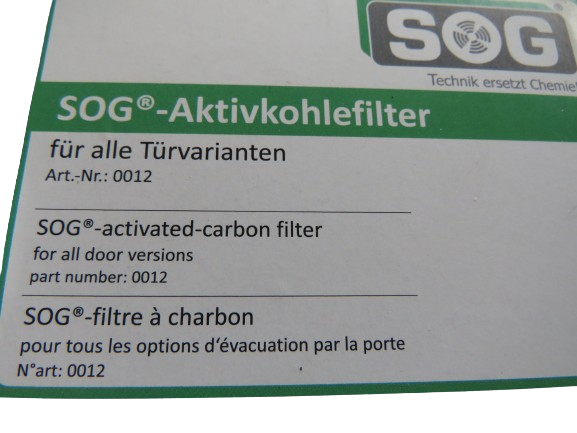 SOG®
Technik ersetzt Chemie
SOG®-Aktivkohlefilter
für alle Türvarianten
Art.-Nr.: 0012
SOG®-activated-carbon filter
for all door versions
part number: 0012
SOG®-filtre à charbon
pour tous les options d‘évacuation par la porte
N°art: 0012